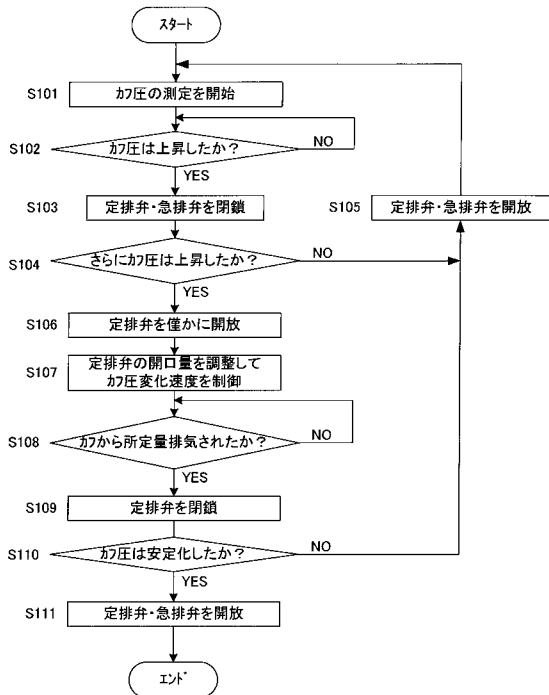 スタート
S101
カフ圧の測定を開始
S102
カフ圧は上昇したか？
NO
YES
S103
定排弁・急排弁を閉鎖
S105
定排弁・急排弁を開放
S104
さらにカフ圧は上昇したか？
NO
YES
S106
定排弁を僅かに開放
S107
定排弁の開口量を調整して
カフ圧変化速度を制御
S108
カフから所定量排気されたか？
NO
YES
S109
定排弁を閉鎖
S110
カフ圧は安定化したか？
NO
YES
S111
定排弁・急排弁を開放
エンド